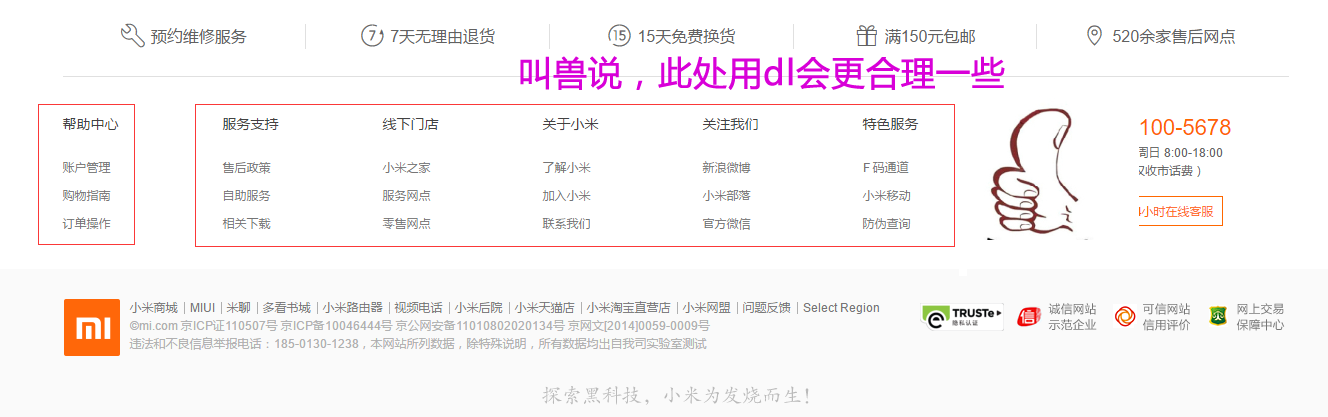 预约维修服务 7天无理由退货 15天免费换货 满150元包邮 520余家售后网点
叫兽说，此处用dl会更合理一些
帮助中心 服务支持 线下门店 关于小米 关注我们 特色服务
100-5678
周日 8:00-18:00
账户管理 售后政策 小米之家 了解小米 新浪微博 F码通道
仅收市话费）
自助服务 购物指南 服务网点 加入小米 小米部落 小米移动
小时在线客服
订单操作 相关下载 零售网点 联系我们 官方微信 防伪查询
小米商城|MIUI|米聊|多看书城|小米路由器|视频电话|小米后院|小米天猫店|小米淘宝直营店|小米网盟|问题反馈|Select Region
©mi.com 京ICP证110507号 京ICP备10046444号 京公网安备11010802020134号 京网文[2014]0059-0009号
违法和不良信息举报电话：185-0130-1238，本网站所列数据，除特殊说明，所有数据均出自我司实验室测试
TRUSTe
隐私认证
诚信网站
示范企业
可信网站
信用评价
网上交易
保障中心
探索黑科技，小米为发烧而生！